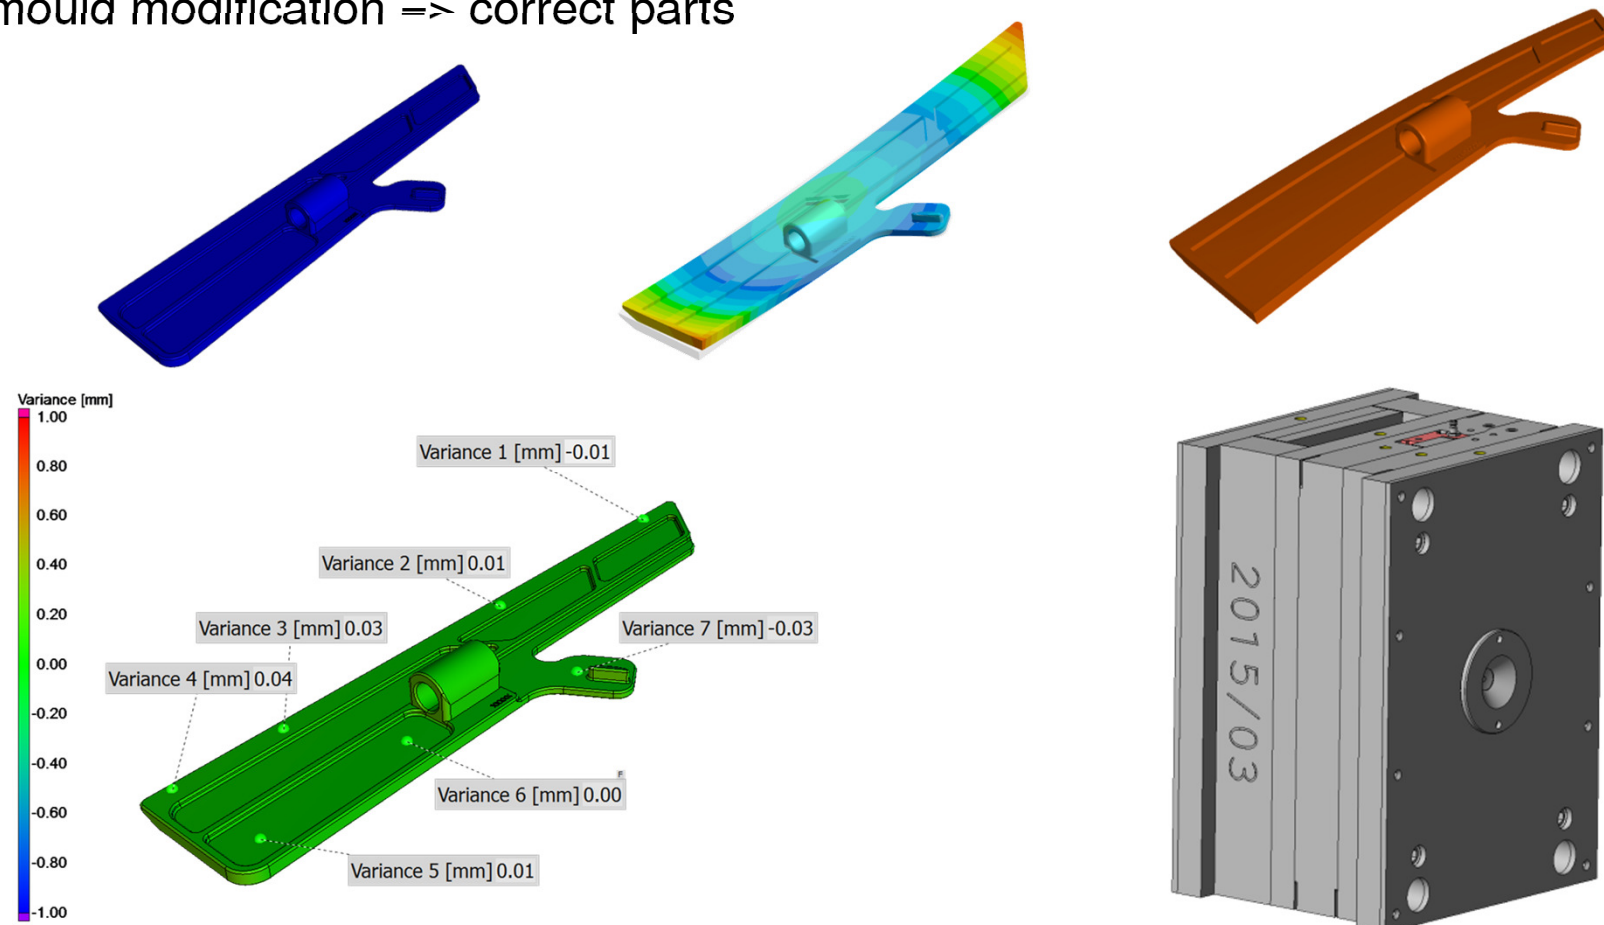 mould modification => correct parts
Variance [mm]
1.00
0.80
0.60
0.40
0.20
0.00
-0.20
-0.40
-0.60
-0.80
-1.00
Variance 1 [mm] -0.01
Variance 2 [mm] 0.01
Variance 3 [mm] 0.03
Variance 7 [mm] -0.03
Variance 4 [mm] 0.04
F
Variance 6 [mm] 0.00
Variance 5 [mm] 0.01
2015/03